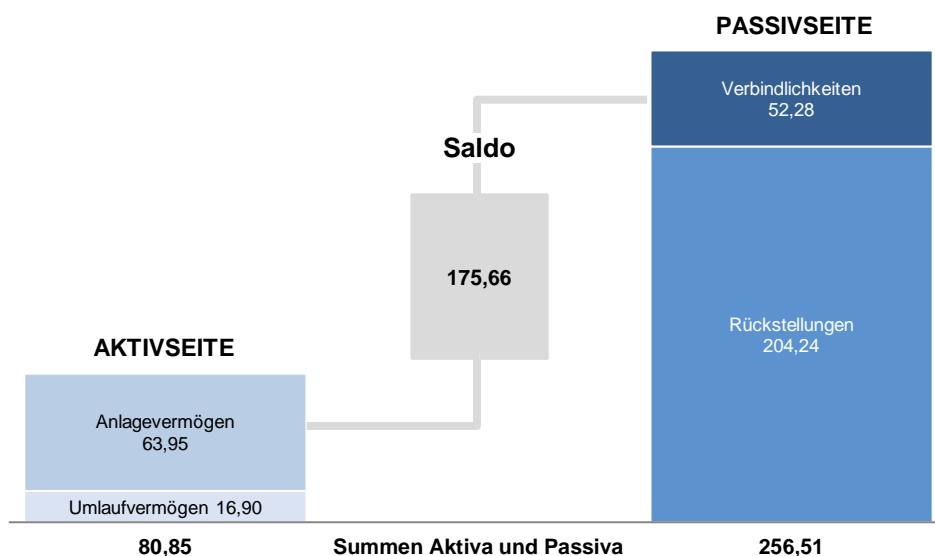 PASSIVSEITE
Verbindlichkeiten
52,28
Saldo
175,66
Rückstellungen
204,24
AKTIVSEITE
Anlagevermögen
63,95
Umlaufvermögen 16,90
80,85 Summen Aktiva und Passiva 256,51